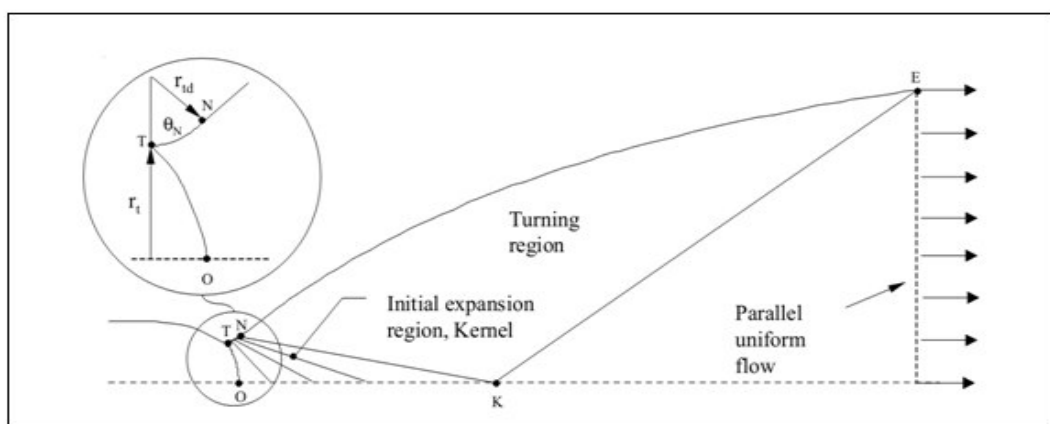 r_td
N
θ_N
T
r_t
O
E
Turning
region
Initial expansion
region, Kernel
Parallel
uniform
flow
T N
O
K